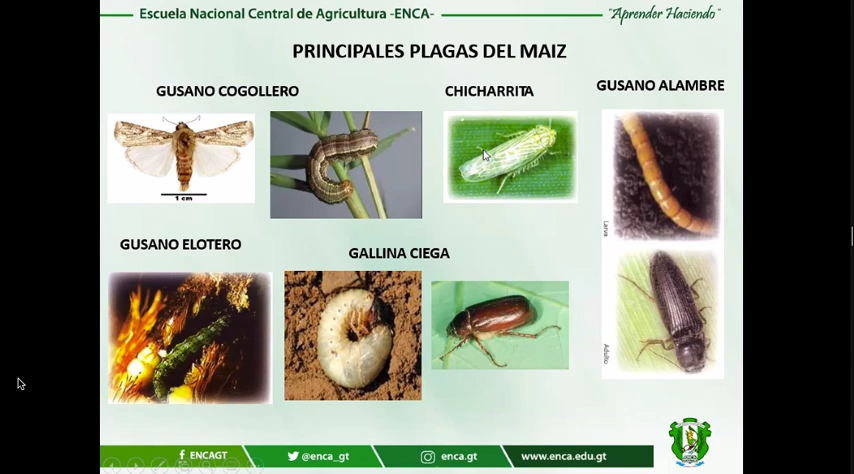 Escuela Nacional Central de Agricultura -ENCA-
"Aprender Haciendo"
PRINCIPALES PLAGAS DEL MAIZ
GUSANO COGOLLERO
CHICHARRITA
GUSANO ALAMBRE
1 cm
Larva
GUSANO ELOTERO
GALLINA CIEGA
Adulto
ENCAGT
@enca_gt
enca.gt
www.enca.edu.gt